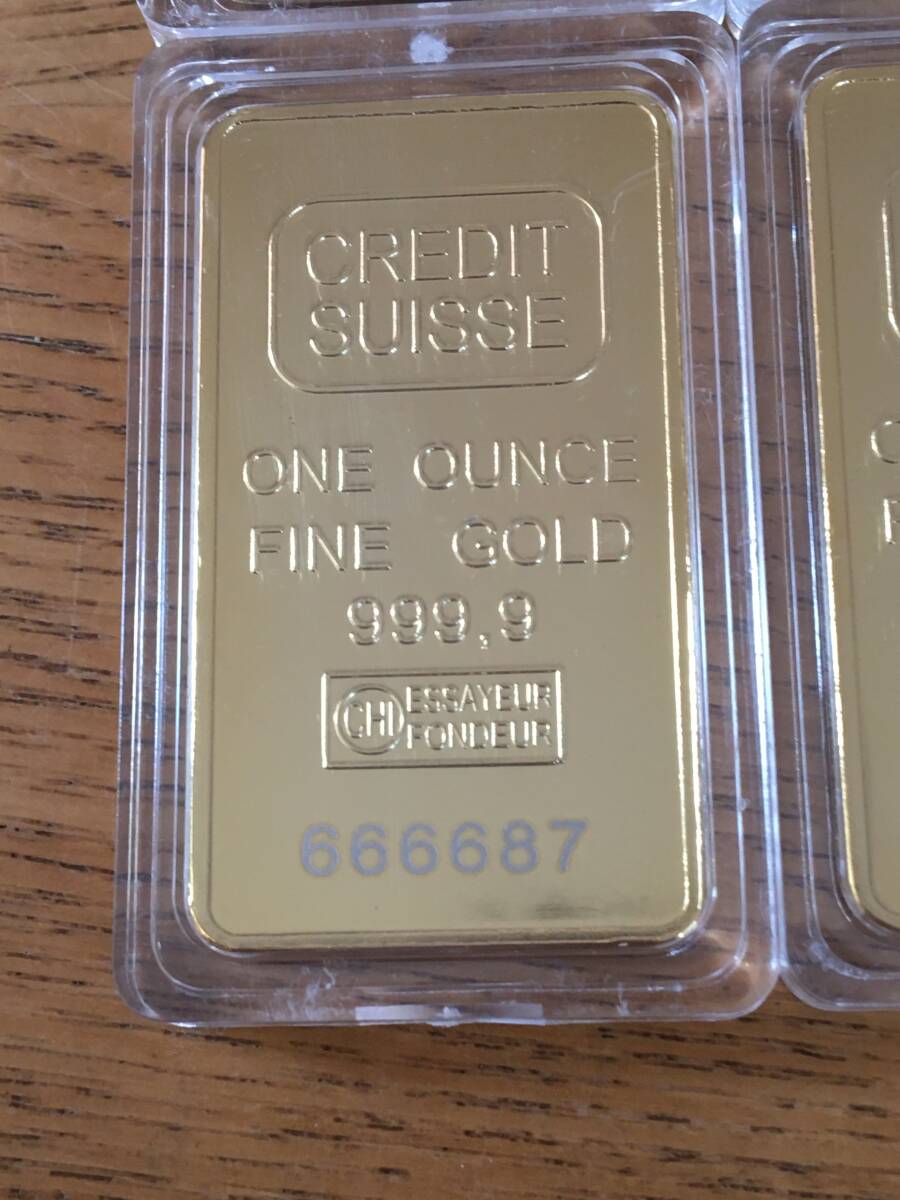 CREDIT
SUISSE
ONE OUNCE
FINE GOLD
999,9
CHI ESSAYEUR
FONDEUR
666687